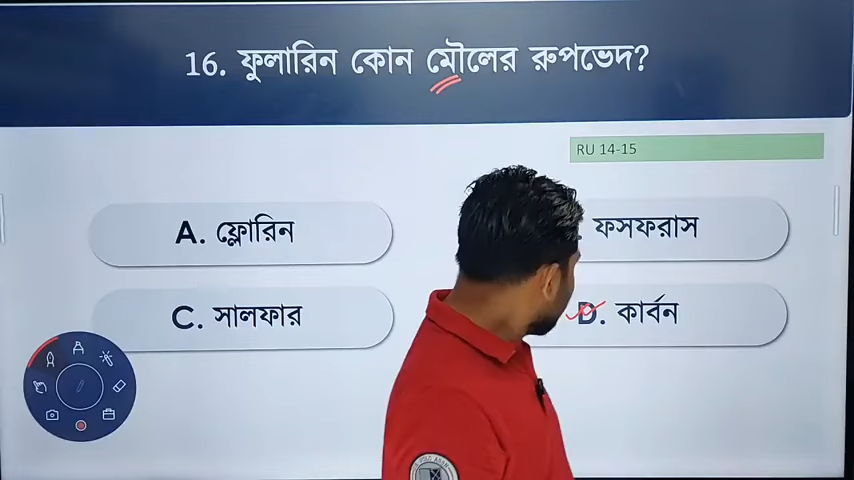 16. ফুলারিন কোন মৌলের রুপভেদ?
RU 14-15
A. ফ্লোরিন
. ফসফরাস
C. সালফার
D. কার্বন